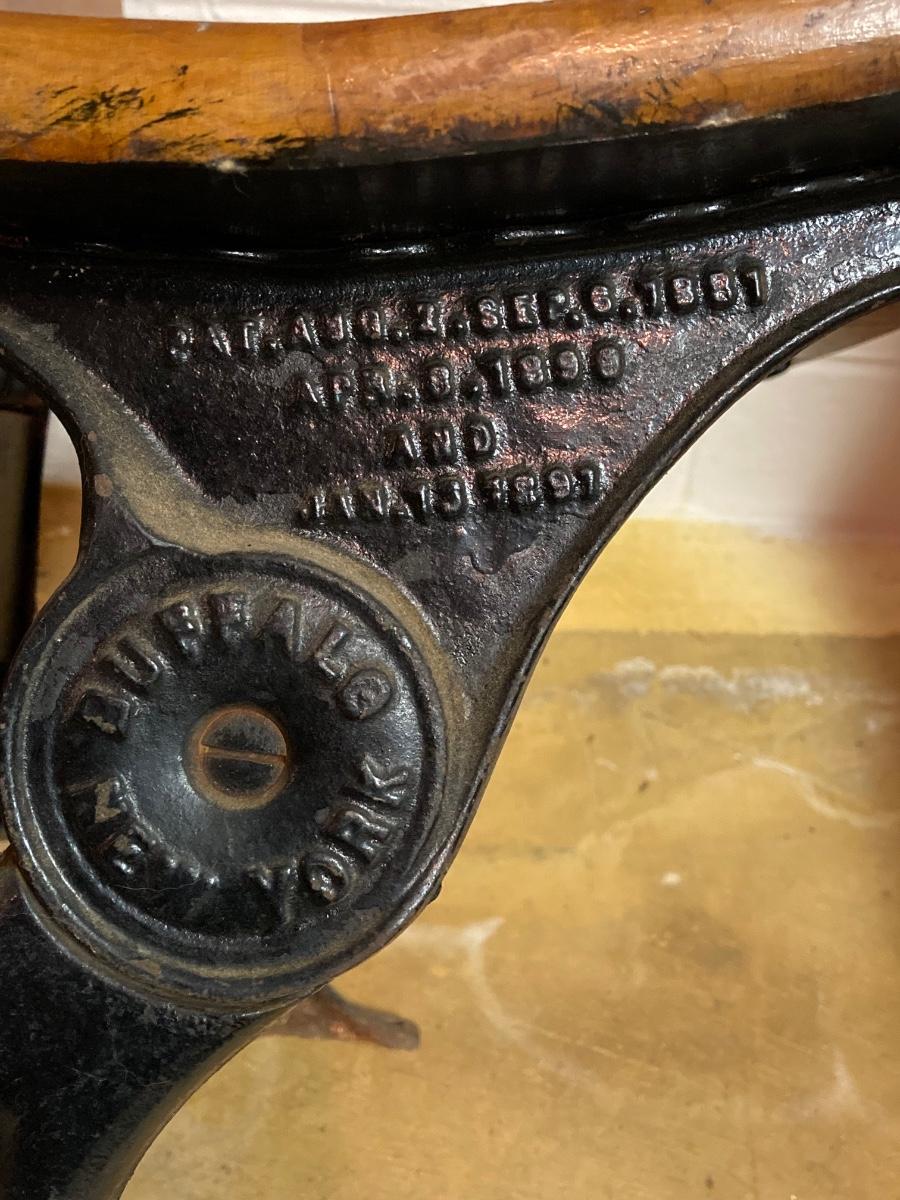 PAT. AUG. 2. SEP. 6. 1881
APR. 8. 1890
AND
JAN. 13. 1891
BUFFALO
NEW YORK